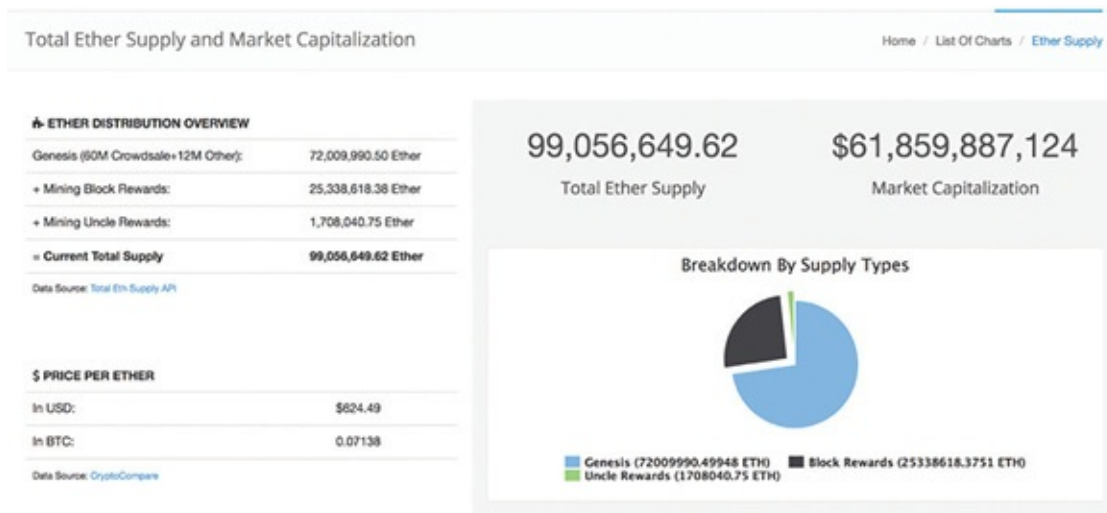 Total Ether Supply and Market Capitalization
Home / List Of Charts / Ether Supply
ETHER DISTRIBUTION OVERVIEW
Genesis (60M Crowdsale+12M Other): 72,009,990.50 Ether
+ Mining Block Rewards: 25,338,618.38 Ether
+ Mining Uncle Rewards: 1,708,040.75 Ether
= Current Total Supply 99,056,649.62 Ether
Data Source: Total Eth Supply API
$ PRICE PER ETHER
In USD: $624.49
In BTC: 0.07138
Data Source: CryptoCompare
99,056,649.62 $61,859,887,124
Total Ether Supply Market Capitalization
Breakdown By Supply Types
Genesis (72009990.49948 ETH) Block Rewards (25338618.3751 ETH)
Uncle Rewards (1708040.75 ETH)